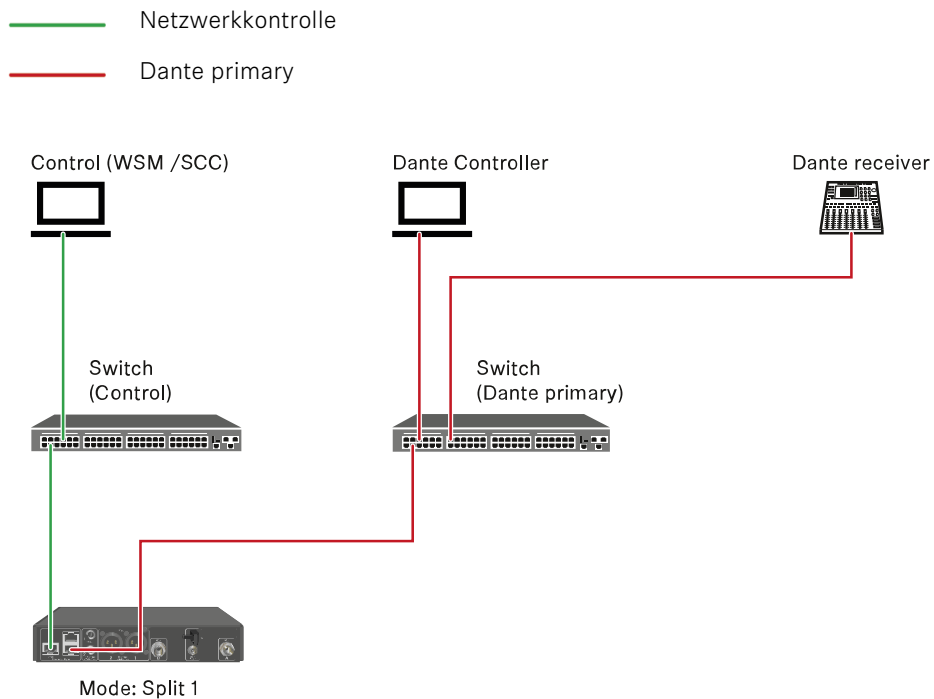 Netzwerkkontrolle
Dante primary
Control (WSM /SCC)
Dante Controller
Dante receiver
Switch
(Control)
Switch
(Dante primary)
Mode: Split 1